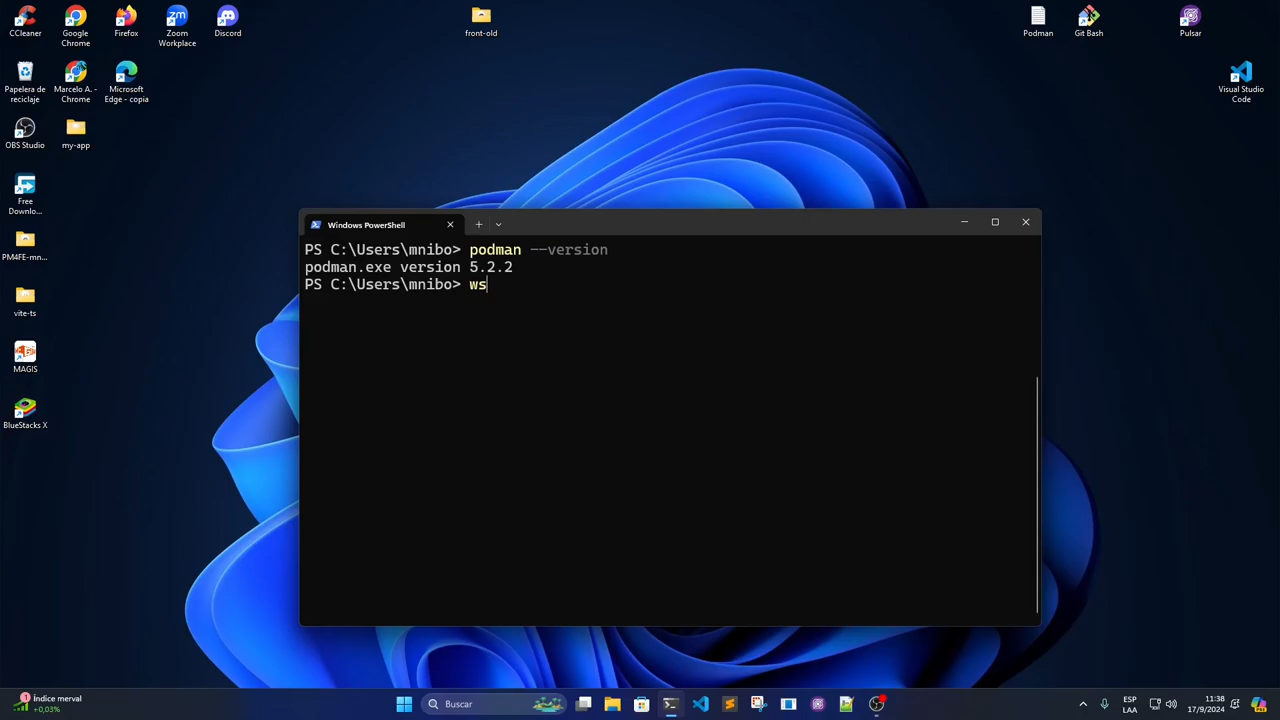 CCleaner
Google
Chrome
Firefox
Zoom
Workplace
Discord
front-old
Podman
Git Bash
Pulsar
Papelera de
reciclaje
Marcelo A. -
Chrome
Microsoft
Edge - copia
Visual Studio
Code
OBS Studio
my-app
Free
Downlo...
PM4FE-mn...
vite-ts
MAGIS
BlueStacks X
Windows PowerShell
PS C:\Users\mnibo> podman --version
podman.exe version 5.2.2
PS C:\Users\mnibo> ws
1
Índice merval
+0,03%
Buscar
ESP
LAA
11:38
17/9/2024